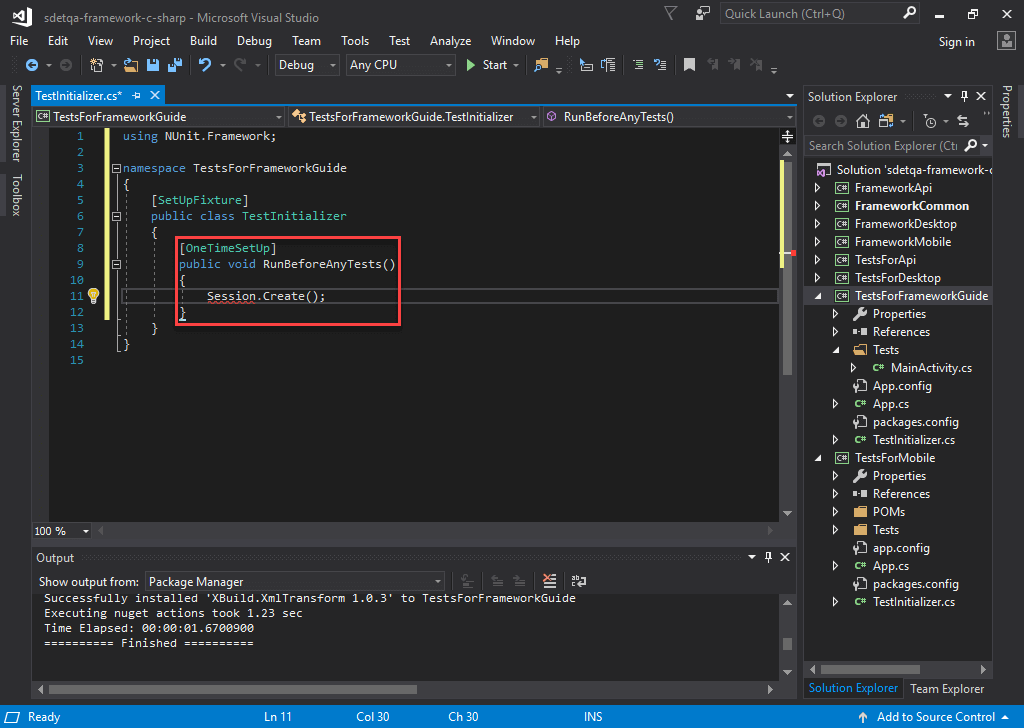 sdetqa-framework-c-sharp - Microsoft Visual Studio
Quick Launch (Ctrl+Q)
File Edit View Project Build Debug Team Tools Test Analyze Window Help
Sign in
Debug Any CPU Start
Server Explorer
Toolbox
TestInitializer.cs*
TestsForFrameworkGuide TestsForFrameworkGuide.TestInitializer RunBeforeAnyTests()
1 using NUnit.Framework;
2
3 namespace TestsForFrameworkGuide
4 {
5 [SetUpFixture]
6 public class TestInitializer
7 {
8 [OneTimeSetUp]
9 public void RunBeforeAnyTests()
10 {
11 Session.Create();
12 }
13 }
14 }
15
100 %
Output
Show output from: Package Manager
Successfully installed 'XBuild.XmlTransform 1.0.3' to TestsForFrameworkGuide
Executing nuget actions took 1.23 sec
Time Elapsed: 00:00:01.6700900
========== Finished ==========
Solution Explorer
Search Solution Explorer (Ctr
Solution 'sdetqa-framework-c
C# FrameworkApi
C# FrameworkCommon
C# FrameworkDesktop
C# FrameworkMobile
C# TestsForApi
C# TestsForDesktop
C# TestsForFrameworkGuide
Properties
References
Tests
C# MainActivity.cs
App.config
C# App.cs
packages.config
C# TestInitializer.cs
C# TestsForMobile
Properties
References
POMs
Tests
app.config
C# App.cs
packages.config
C# TestInitializer.cs
Solution Explorer Team Explorer
Properties
Ready Ln 11 Col 30 Ch 30 INS Add to Source Control